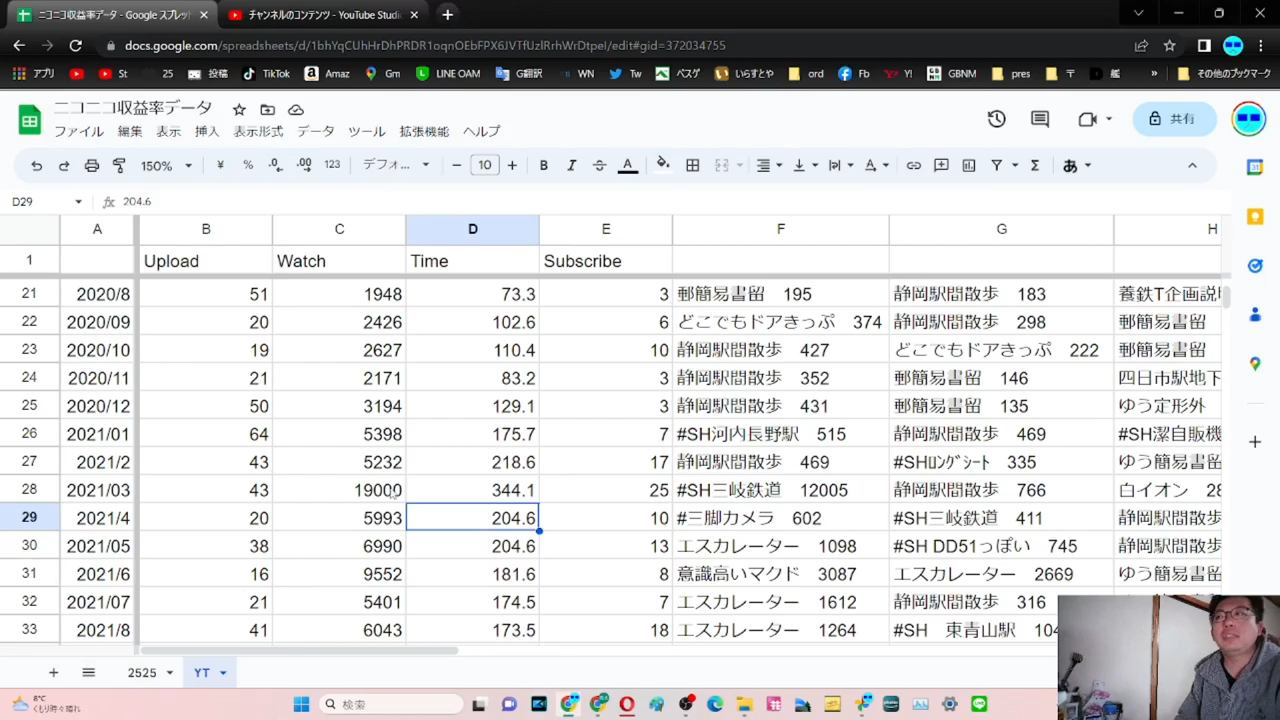 ニコニコ収益率データ - Google スプレッ
チャンネルのコンテンツ - YouTube Studi
docs.google.com/spreadsheets/d/1bhYqCUhHrDhPRDR1oqnOEbFPX6JVTfUzlRrhWrDtpeI/edit#gid=372034755
アプリ St 25 投稿 TikTok Amaz Gm LINE OAM G翻訳 WN Tw ペスゲ いらすとや ord Fb Y! GBNM pres 〒 艦 » その他のブックマーク
ニコニコ収益率データ
ファイル 編集 表示 挿入 表示形式 データ ツール 拡張機能 ヘルプ
共有
150% ¥ % .0 .00 123 デフォ... − 10 + B I A Σ あ
D29 fx 204.6
A B C D E F G H
1 Upload Watch Time Subscribe
21 2020/8 51 1948 73.3 3 郵簡易書留 195 静岡駅間散歩 183 養鉄T企画説
22 2020/09 20 2426 102.6 6 どこでもドアきっぷ 374 静岡駅間散歩 298 郵簡易書留
23 2020/10 19 2627 110.4 10 静岡駅間散歩 427 どこでもドアきっぷ 222 郵簡易書留
24 2020/11 21 2171 83.2 3 静岡駅間散歩 352 郵簡易書留 146 四日市駅地下
25 2020/12 50 3194 129.1 3 静岡駅間散歩 431 郵簡易書留 135 ゆう定形外
26 2021/01 64 5398 175.7 7 #SH河内長野駅 515 静岡駅間散歩 469 #SH潔自販機
27 2021/2 43 5232 218.6 17 静岡駅間散歩 469 #SHﾛﾝｸﾞｼｰﾄ 335 ゆう簡易書留
28 2021/03 43 19000 344.1 25 #SH三岐鉄道 12005 静岡駅間散歩 766 白イオン 28
29 2021/4 20 5993 204.6 10 #三脚カメラ 602 #SH三岐鉄道 411 静岡駅間散歩
30 2021/05 38 6990 204.6 13 エスカレーター 1098 #SH DD51っぽい 745 静岡駅間散歩
31 2021/6 16 9552 181.6 8 意識高いマクド 3087 エスカレーター 2669 ゆう簡易書留
32 2021/07 21 5401 174.5 7 エスカレーター 1612 静岡駅間散歩 316
33 2021/8 41 6043 173.5 18 エスカレーター 1264 #SH 東青山駅 104
2525 YT
8°C
くもり時々晴れ
検索